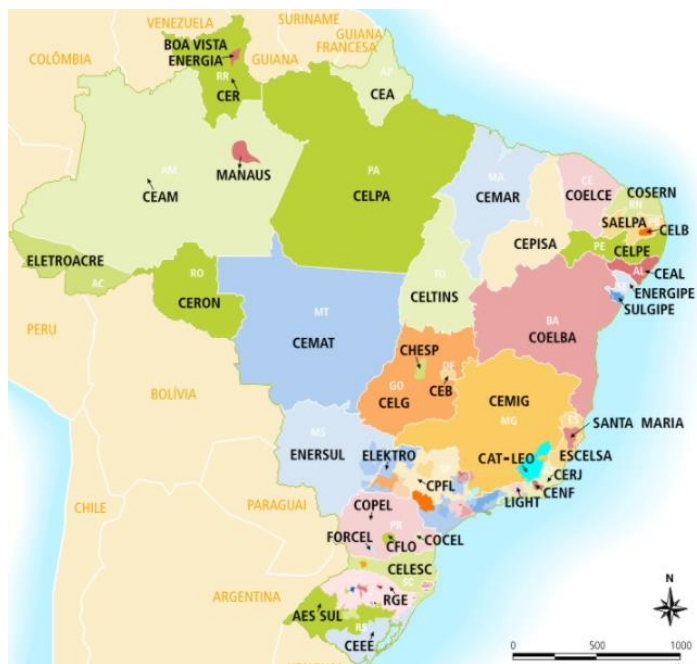 VENEZUELA
SURINAME
GUIANA
FRANCESA
COLÔMBIA
BOA VISTA
ENERGIA
GUIANA
RR
CER
AP
CEA
AM
MANAUS
CEAM
PA
CELPA
MA
CEMAR
CE
COELCE
COSERN
RN
SAELPA
PB
CELB
PI
CEPISA
PE
CELPE
AL
CEAL
SE
ENERGIPE
SULGIPE
ELETROACRE
AC
RO
CERON
TO
CELTINS
MT
CEMAT
BA
COELBA
PERU
BOLÍVIA
CHESP
DF
CEB
GO
CELG
CEMIG
MG
ES
SANTA MARIA
ESCELSA
MS
ENERSUL
ELEKTRO
SP
CPFL
CAT-LEO
CERJ
CENF
LIGHT
CHILE
PARAGUAI
COPEL
PR
FORCEL
CFLO
COCEL
CELESC
SC
ARGENTINA
RGE
AES SUL
RS
CEEE
N
0 500 1000